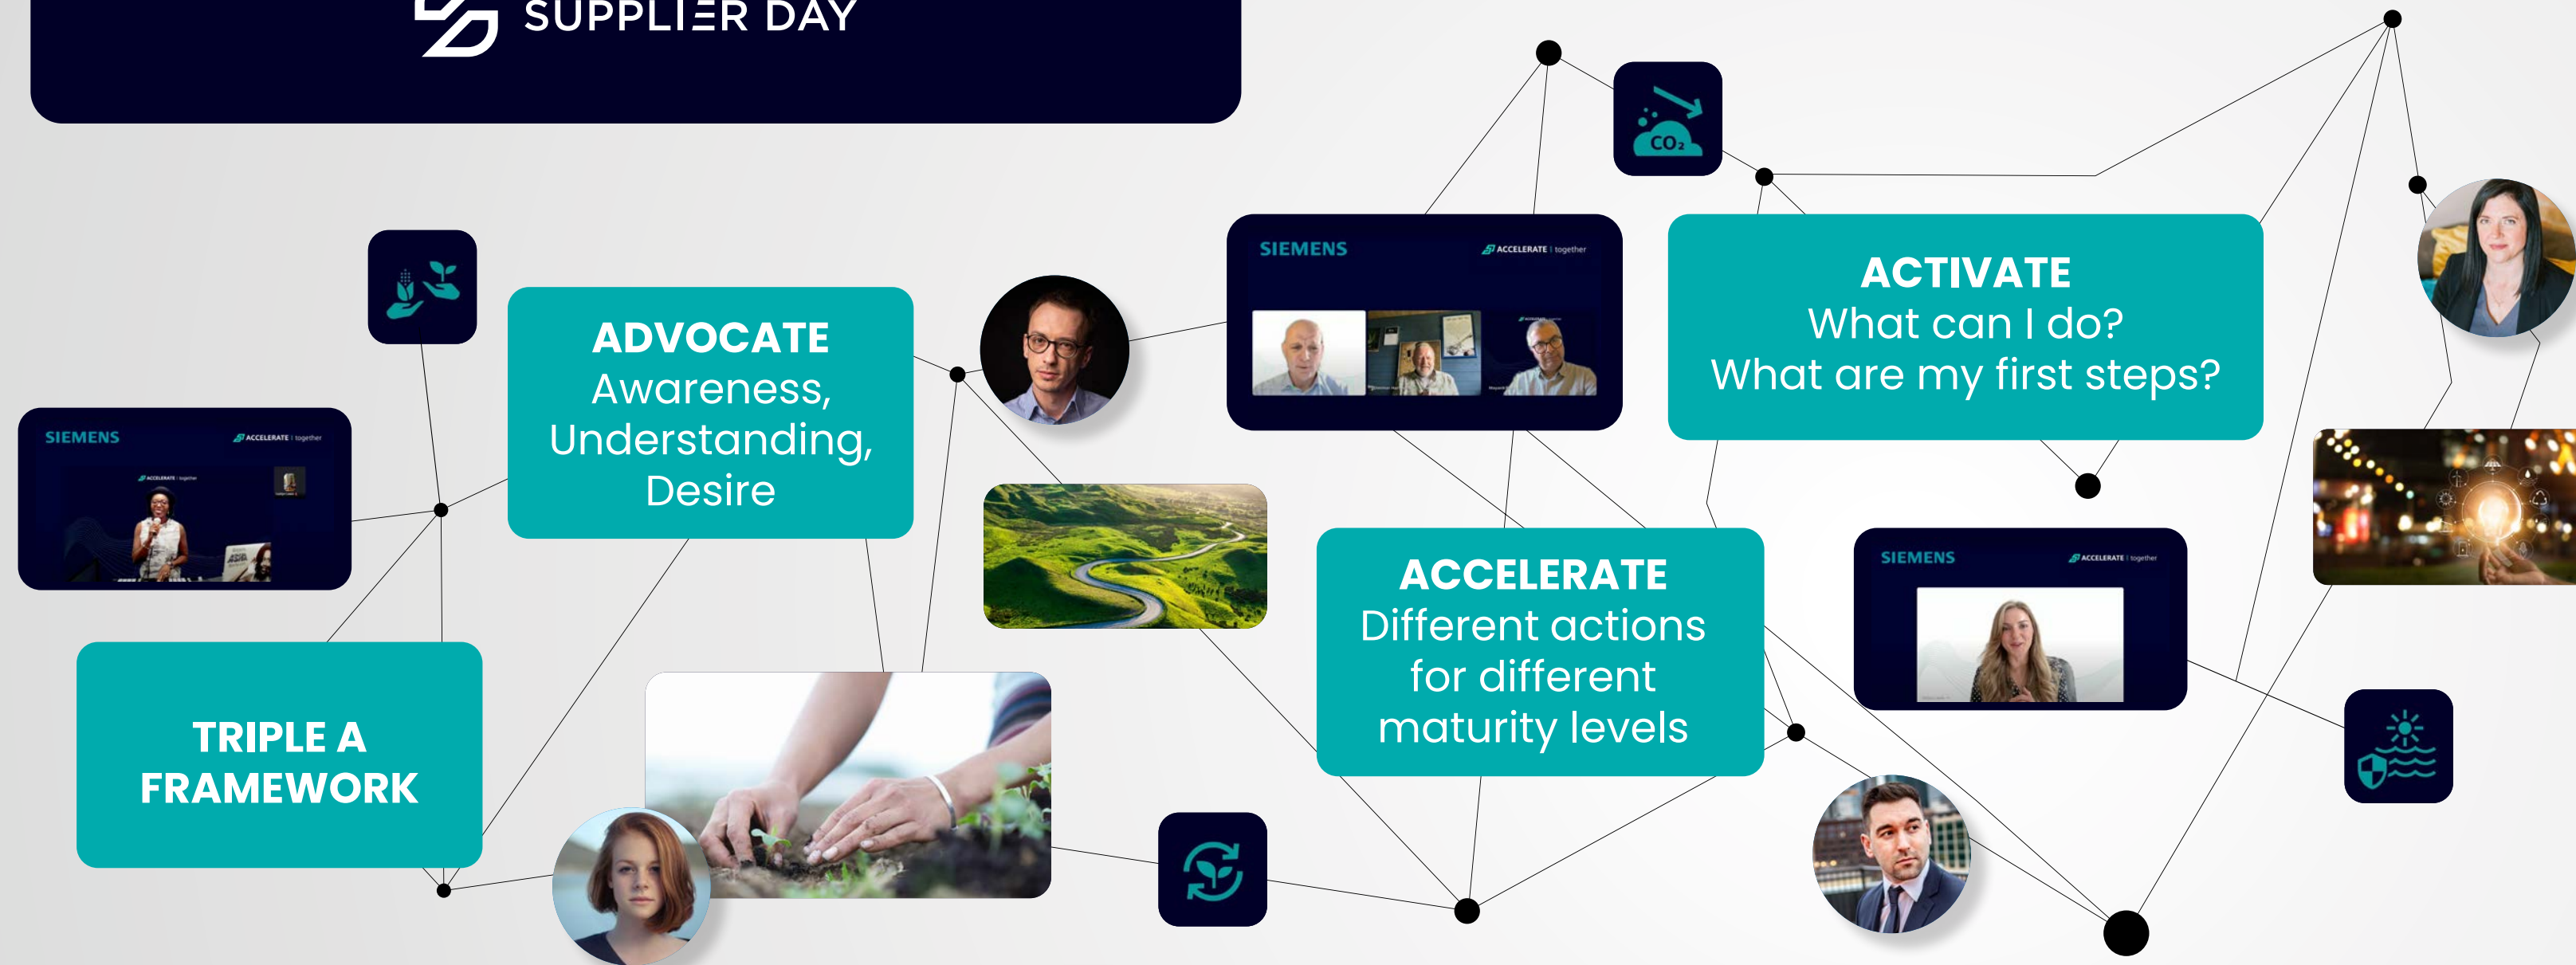 SUPPLIER DAY
CO₂
SIEMENS
ACCELERATE | together
ACTIVATE
What can I do?
What are my first steps?
ADVOCATE
Awareness,
Understanding,
Desire
SIEMENS
ACCELERATE | together
ACCELERATE | together
ACCELERATE
Different actions
for different
maturity levels
SIEMENS
ACCELERATE | together
TRIPLE A
FRAMEWORK